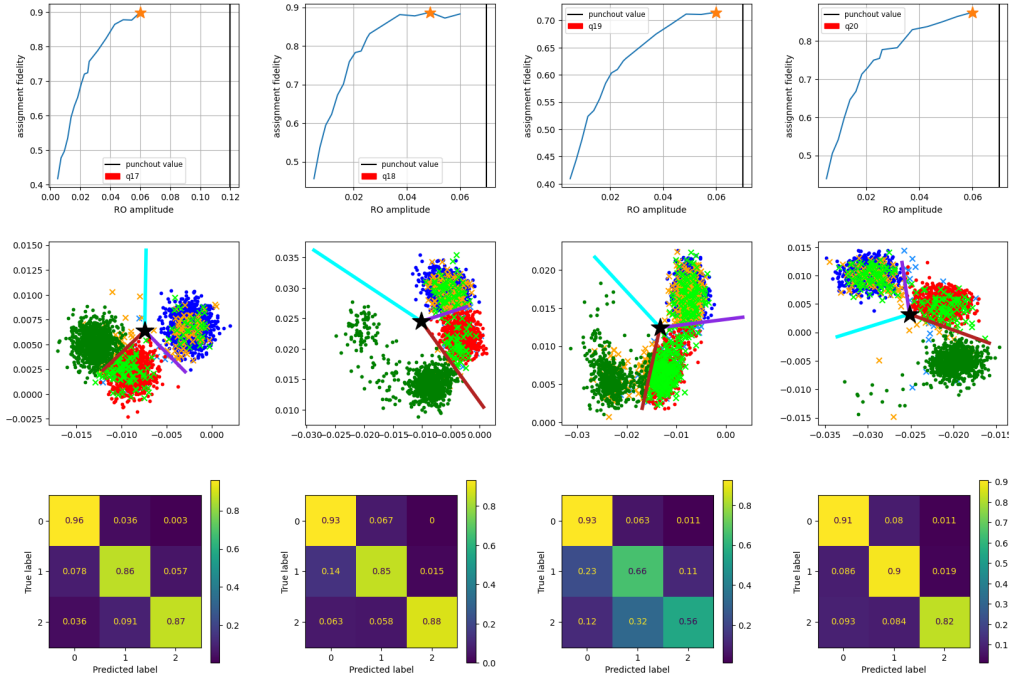 0.9
0.8
0.7
0.6
0.5
0.4
assignment fidelity
punchout value
q17
0.00 0.02 0.04 0.06 0.08 0.10 0.12
RO amplitude
0.9
0.8
0.7
0.6
0.5
assignment fidelity
punchout value
q18
0.02 0.04 0.06
RO amplitude
0.70
0.65
0.60
0.55
0.50
0.45
0.40
assignment fidelity
punchout value
q19
0.02 0.04 0.06
RO amplitude
0.8
0.7
0.6
0.5
assignment fidelity
punchout value
q20
0.02 0.04 0.06
RO amplitude
0.0150
0.0125
0.0100
0.0075
0.0050
0.0025
0.0000
−0.0025
−0.015 −0.010 −0.005 0.000
0.035
0.030
0.025
0.020
0.015
0.010
−0.030 −0.025 −0.020 −0.015 −0.010 −0.005 0.000
0.020
0.015
0.010
0.005
0.000
−0.03 −0.02 −0.01 0.00
0.015
0.010
0.005
0.000
−0.005
−0.010
−0.015
−0.035 −0.030 −0.025 −0.020 −0.015
True label
0 0.96 0.036 0.003
1 0.078 0.86 0.057
2 0.036 0.091 0.87
0 1 2
Predicted label
0.8
0.6
0.4
0.2
True label
0 0.93 0.067 0
1 0.14 0.85 0.015
2 0.063 0.058 0.88
0 1 2
Predicted label
0.8
0.6
0.4
0.2
0.0
True label
0 0.93 0.063 0.011
1 0.23 0.66 0.11
2 0.12 0.32 0.56
0 1 2
Predicted label
0.8
0.6
0.4
0.2
True label
0 0.91 0.08 0.011
1 0.086 0.9 0.019
2 0.093 0.084 0.82
0 1 2
Predicted label
0.9
0.8
0.7
0.6
0.5
0.4
0.3
0.2
0.1